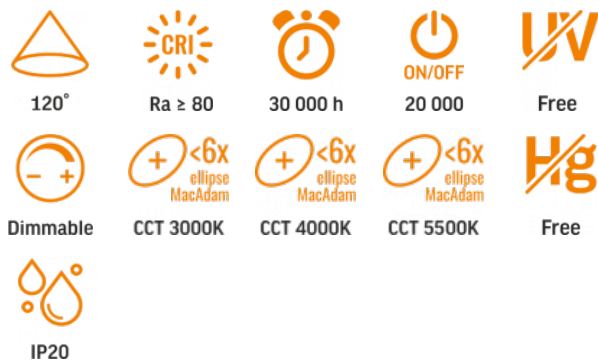 CRI
ON/OFF
UV
120°
Ra ≥ 80
30 000 h
20 000
Free
- +
+ <6x
ellipse
MacAdam
+ <6x
ellipse
MacAdam
+ <6x
ellipse
MacAdam
Hg
Dimmable
CCT 3000K
CCT 4000K
CCT 5500K
Free
IP20